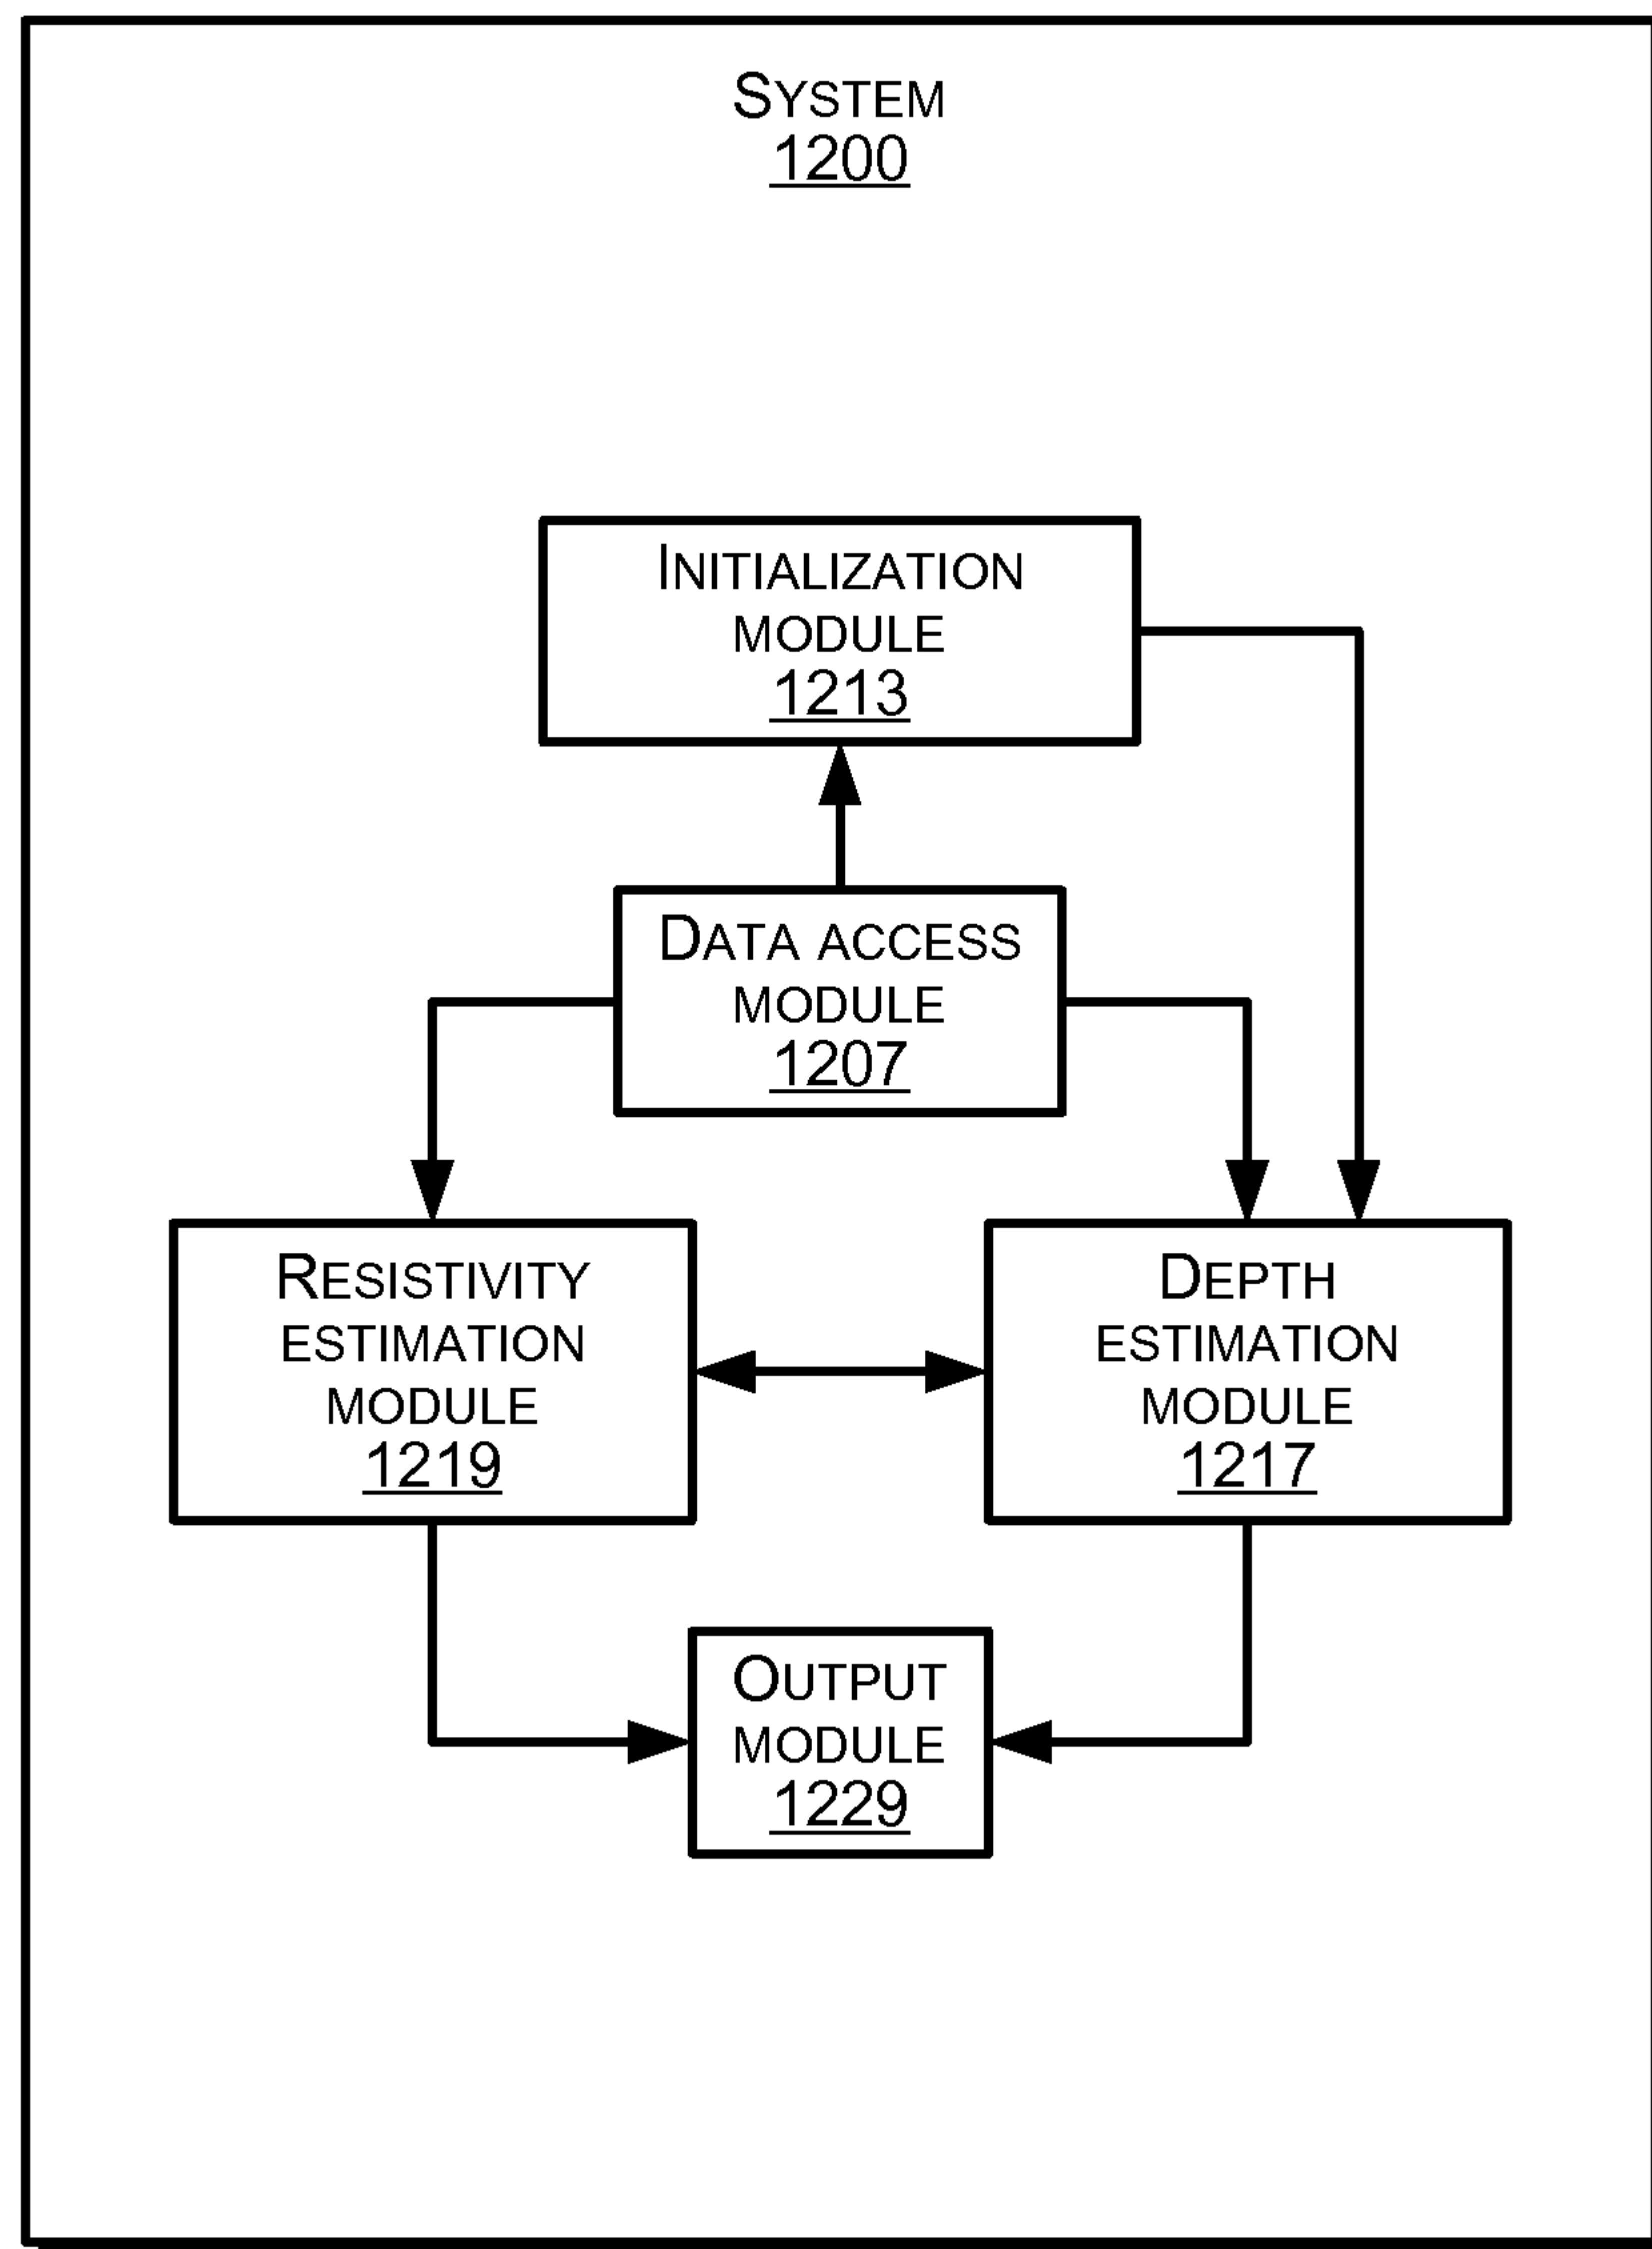 SYSTEM
1200
INITIALIZATION
MODULE
1213
DATA ACCESS
MODULE
1207
RESISTIVITY
ESTIMATION
MODULE
1219
DEPTH
ESTIMATION
MODULE
1217
OUTPUT
MODULE
1229